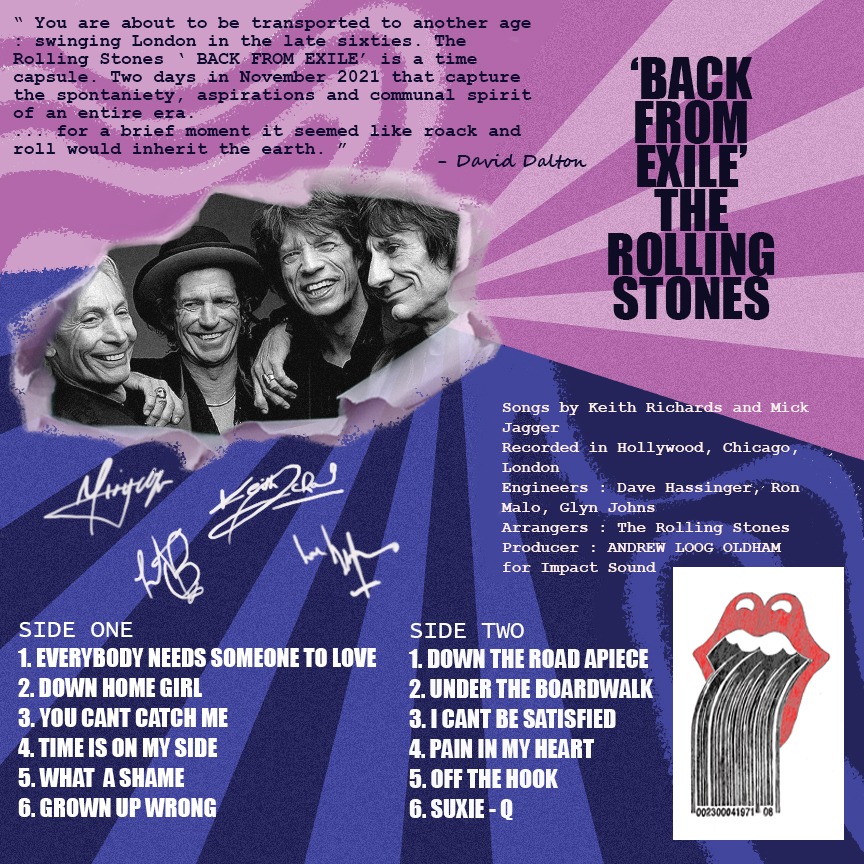 “ You are about to be transported to another age
: swinging London in the late sixties. The
Rolling Stones ‘ BACK FROM EXILE’ is a time
capsule. Two days in November 2021 that capture
the spontaniety, aspirations and communal spirit
of an entire era.
... for a brief moment it seemed like roack and
roll would inherit the earth. ”
- David Dalton
‘BACK
FROM
EXILE’
THE
ROLLING
STONES
Songs by Keith Richards and Mick
Jagger
Recorded in Hollywood, Chicago,
London
Engineers : Dave Hassinger, Ron
Malo, Glyn Johns
Arrangers : The Rolling Stones
Producer : ANDREW LOOG OLDHAM
for Impact Sound
SIDE ONE
1. EVERYBODY NEEDS SOMEONE TO LOVE
2. DOWN HOME GIRL
3. YOU CANT CATCH ME
4. TIME IS ON MY SIDE
5. WHAT A SHAME
6. GROWN UP WRONG
SIDE TWO
1. DOWN THE ROAD APIECE
2. UNDER THE BOARDWALK
3. I CANT BE SATISFIED
4. PAIN IN MY HEART
5. OFF THE HOOK
6. SUXIE - Q
002300041971 08